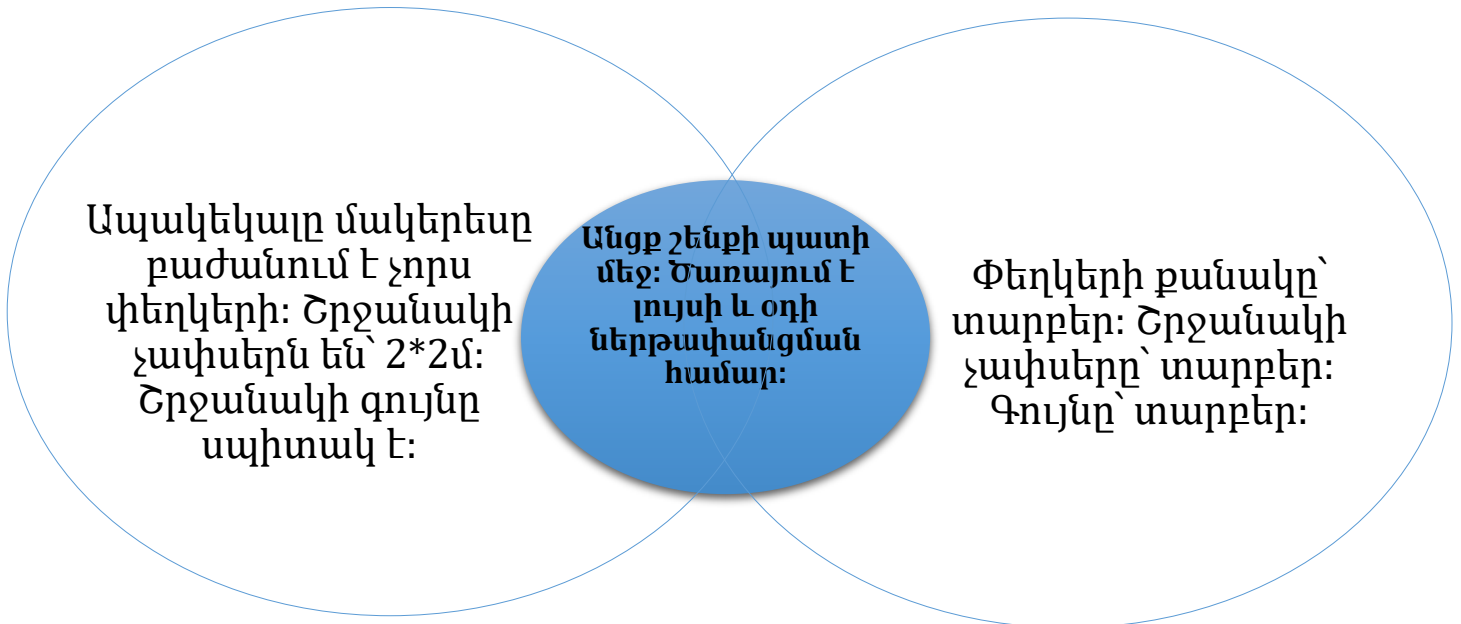 Ապակեկալը մակերեսը
բաժանում է չորս
փեղկերի: Շրջանակի
չափսերն են՝ 2*2մ:
Շրջանակի գույնը
սպիտակ է:
Անցք շենքի պատի
մեջ: Ծառայում է
լույսի և օդի
ներթափանցման
համար:
Փեղկերի քանակը՝
տարբեր: Շրջանակի
չափսերը՝ տարբեր:
Գույնը՝ տարբեր: